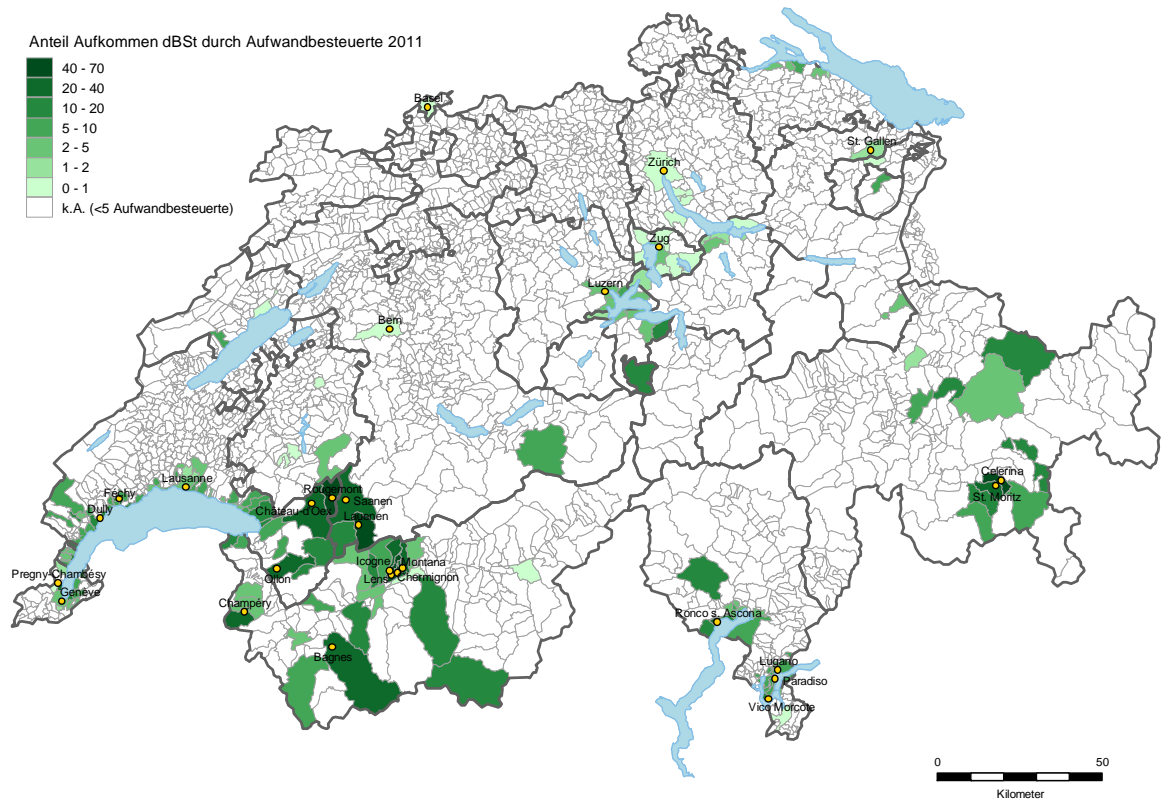 Anteil Aufkommen dBSt durch Aufwandbesteuerte 2011
40 - 70
20 - 40
10 - 20
5 - 10
2 - 5
1 - 2
0 - 1
k.A. (<5 Aufwandbesteuerte)
Basel
St. Gallen
Zürich
Zug
Luzern
Bern
Lausanne
Féchy
Dully
Rougemont
Saanen
Château-d'Oex
Lauenen
Celerina
St. Moritz
Icogne
Montana
Lens
Chermignon
Ollon
Pregny-Chambésy
Genève
Champéry
Bagnes
Ronco s. Ascona
Lugano
Paradiso
Vico Morcote
0 50
Kilometer